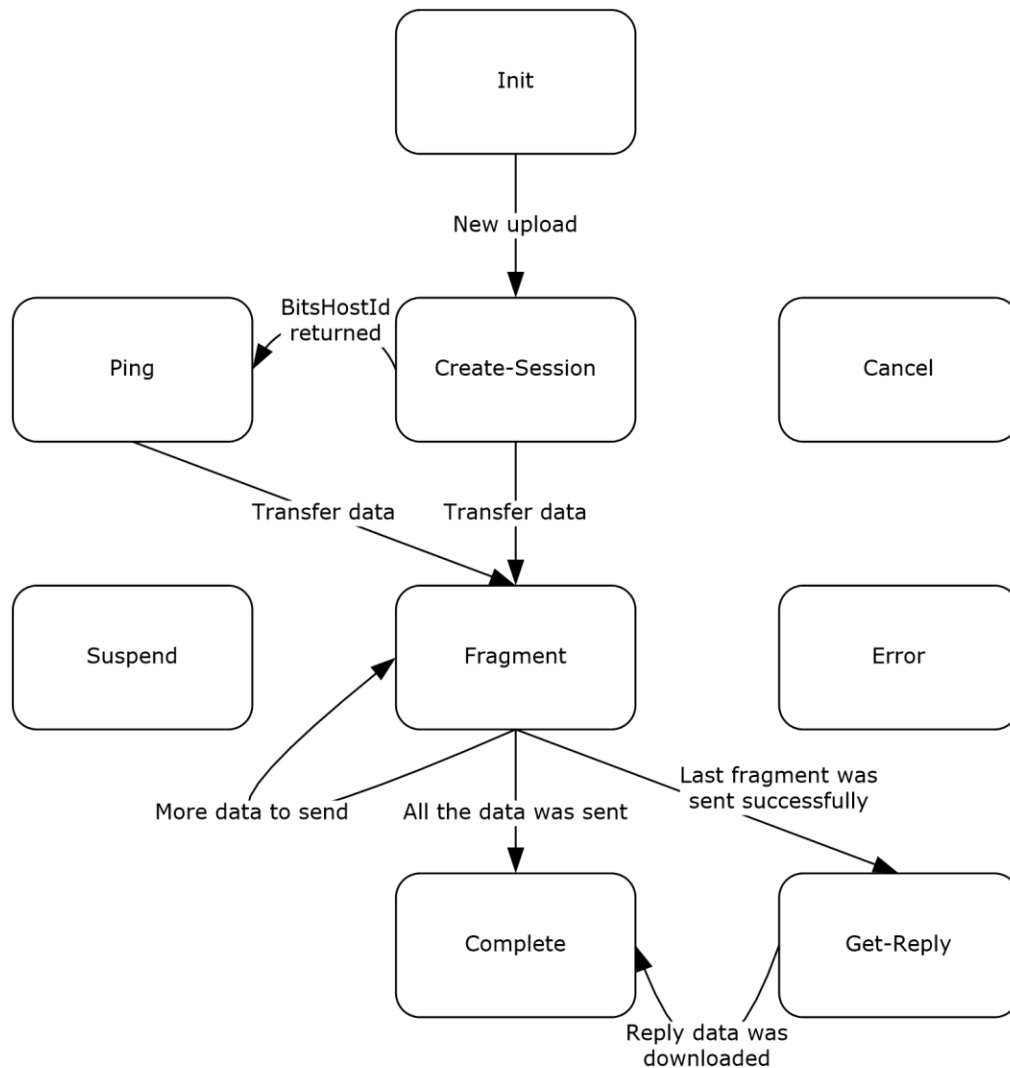 Init
New upload
BitsHostId
returned
Ping
Create-Session
Cancel
Transfer data
Transfer data
Suspend
Fragment
Error
Last fragment was
sent successfully
More data to send
All the data was sent
Complete
Get-Reply
Reply data was
downloaded